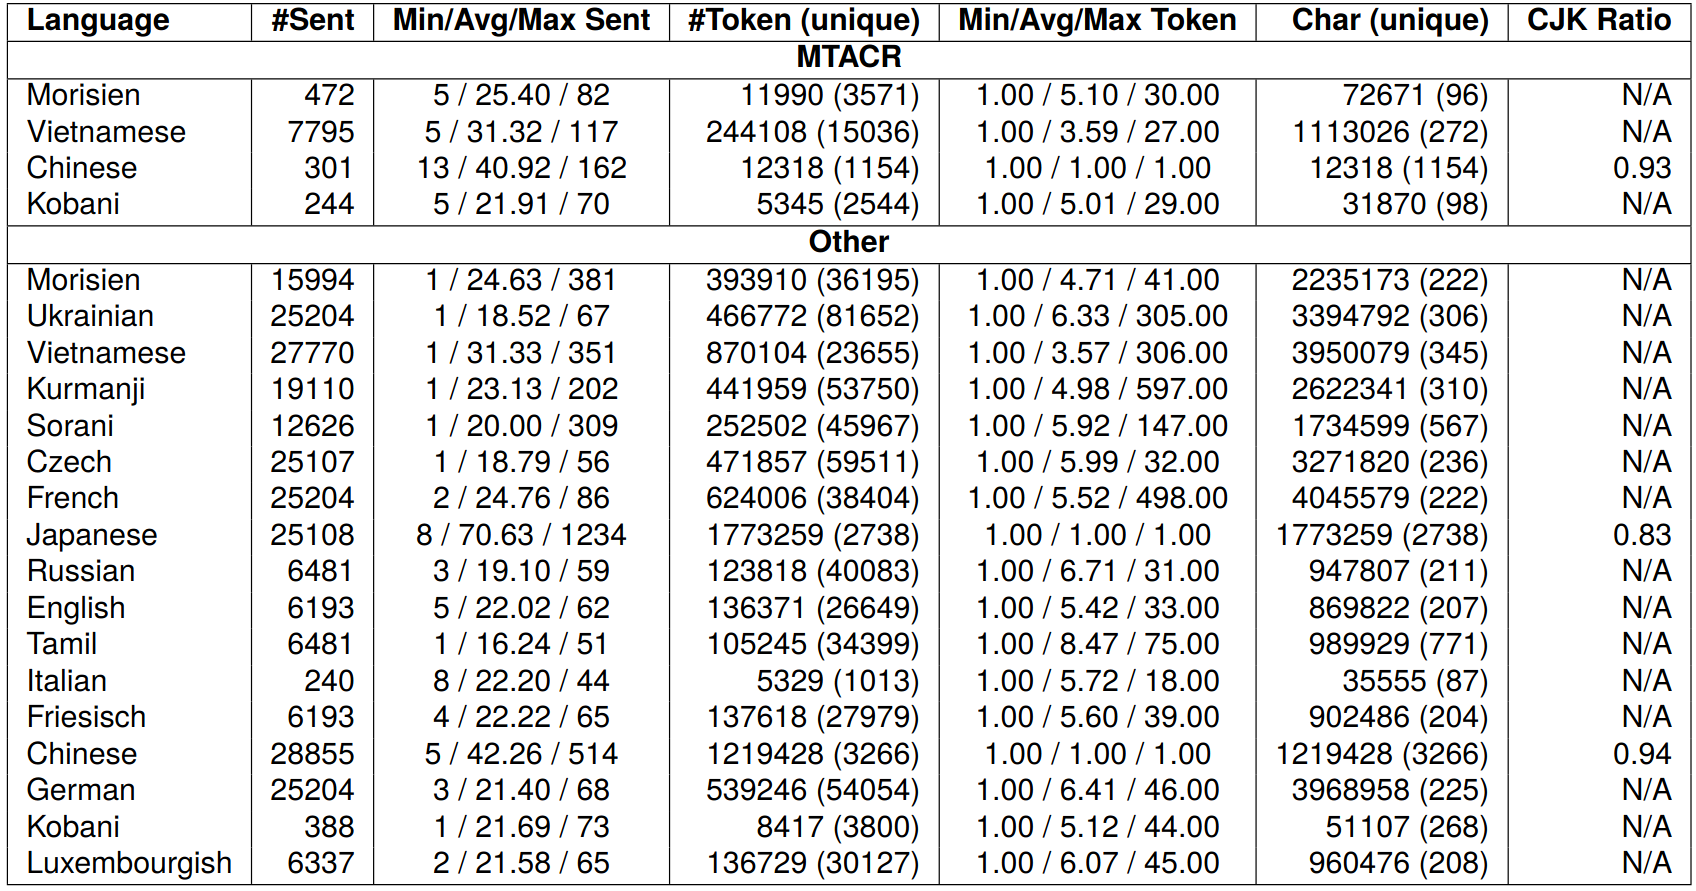 Language #Sent Min/Avg/Max Sent #Token (unique) Min/Avg/Max Token Char (unique) CJK Ratio
MTACR
Morisien 472 5 / 25.40 / 82 11990 (3571) 1.00 / 5.10 / 30.00 72671 (96) N/A
Vietnamese 7795 5 / 31.32 / 117 244108 (15036) 1.00 / 3.59 / 27.00 1113026 (272) N/A
Chinese 301 13 / 40.92 / 162 12318 (1154) 1.00 / 1.00 / 1.00 12318 (1154) 0.93
Kobani 244 5 / 21.91 / 70 5345 (2544) 1.00 / 5.01 / 29.00 31870 (98) N/A
Other
Morisien 15994 1 / 24.63 / 381 393910 (36195) 1.00 / 4.71 / 41.00 2235173 (222) N/A
Ukrainian 25204 1 / 18.52 / 67 466772 (81652) 1.00 / 6.33 / 305.00 3394792 (306) N/A
Vietnamese 27770 1 / 31.33 / 351 870104 (23655) 1.00 / 3.57 / 306.00 3950079 (345) N/A
Kurmanji 19110 1 / 23.13 / 202 441959 (53750) 1.00 / 4.98 / 597.00 2622341 (310) N/A
Sorani 12626 1 / 20.00 / 309 252502 (45967) 1.00 / 5.92 / 147.00 1734599 (567) N/A
Czech 25107 1 / 18.79 / 56 471857 (59511) 1.00 / 5.99 / 32.00 3271820 (236) N/A
French 25204 2 / 24.76 / 86 624006 (38404) 1.00 / 5.52 / 498.00 4045579 (222) N/A
Japanese 25108 8 / 70.63 / 1234 1773259 (2738) 1.00 / 1.00 / 1.00 1773259 (2738) 0.83
Russian 6481 3 / 19.10 / 59 123818 (40083) 1.00 / 6.71 / 31.00 947807 (211) N/A
English 6193 5 / 22.02 / 62 136371 (26649) 1.00 / 5.42 / 33.00 869822 (207) N/A
Tamil 6481 1 / 16.24 / 51 105245 (34399) 1.00 / 8.47 / 75.00 989929 (771) N/A
Italian 240 8 / 22.20 / 44 5329 (1013) 1.00 / 5.72 / 18.00 35555 (87) N/A
Friesisch 6193 4 / 22.22 / 65 137618 (27979) 1.00 / 5.60 / 39.00 902486 (204) N/A
Chinese 28855 5 / 42.26 / 514 1219428 (3266) 1.00 / 1.00 / 1.00 1219428 (3266) 0.94
German 25204 3 / 21.40 / 68 539246 (54054) 1.00 / 6.41 / 46.00 3968958 (225) N/A
Kobani 388 1 / 21.69 / 73 8417 (3800) 1.00 / 5.12 / 44.00 51107 (268) N/A
Luxembourgish 6337 2 / 21.58 / 65 136729 (30127) 1.00 / 6.07 / 45.00 960476 (208) N/A